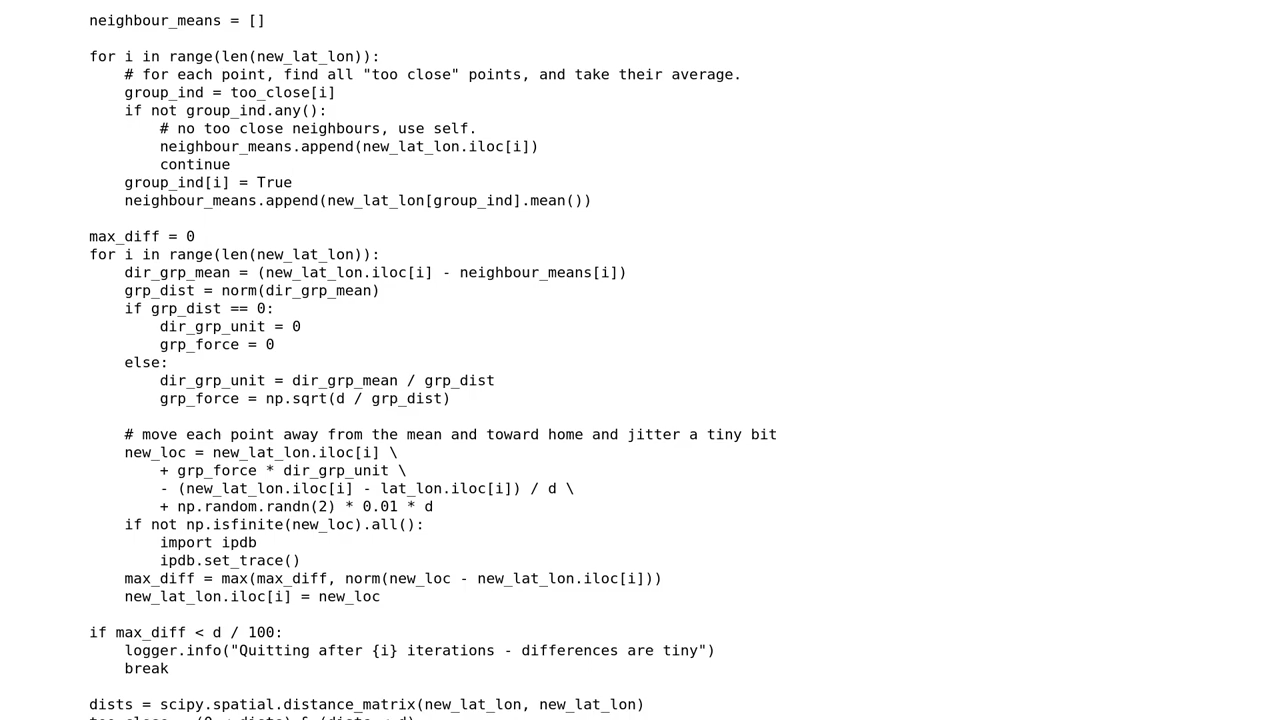 neighbour_means = []
for i in range(len(new_lat_lon)):
# for each point, find all "too close" points, and take their average.
group_ind = too_close[i]
if not group_ind.any():
# no too close neighbours, use self.
neighbour_means.append(new_lat_lon.iloc[i])
continue
group_ind[i] = True
neighbour_means.append(new_lat_lon[group_ind].mean())
max_diff = 0
for i in range(len(new_lat_lon)):
dir_grp_mean = (new_lat_lon.iloc[i] - neighbour_means[i])
grp_dist = norm(dir_grp_mean)
if grp_dist == 0:
dir_grp_unit = 0
grp_force = 0
else:
dir_grp_unit = dir_grp_mean / grp_dist
grp_force = np.sqrt(d / grp_dist)
# move each point away from the mean and toward home and jitter a tiny bit
new_loc = new_lat_lon.iloc[i] \
+ grp_force * dir_grp_unit \
- (new_lat_lon.iloc[i] - lat_lon.iloc[i]) / d \
+ np.random.randn(2) * 0.01 * d
if not np.isfinite(new_loc).all():
import ipdb
ipdb.set_trace()
max_diff = max(max_diff, norm(new_loc - new_lat_lon.iloc[i]))
new_lat_lon.iloc[i] = new_loc
if max_diff < d / 100:
logger.info("Quitting after {i} iterations - differences are tiny")
break
dists = scipy.spatial.distance_matrix(new_lat_lon, new_lat_lon)